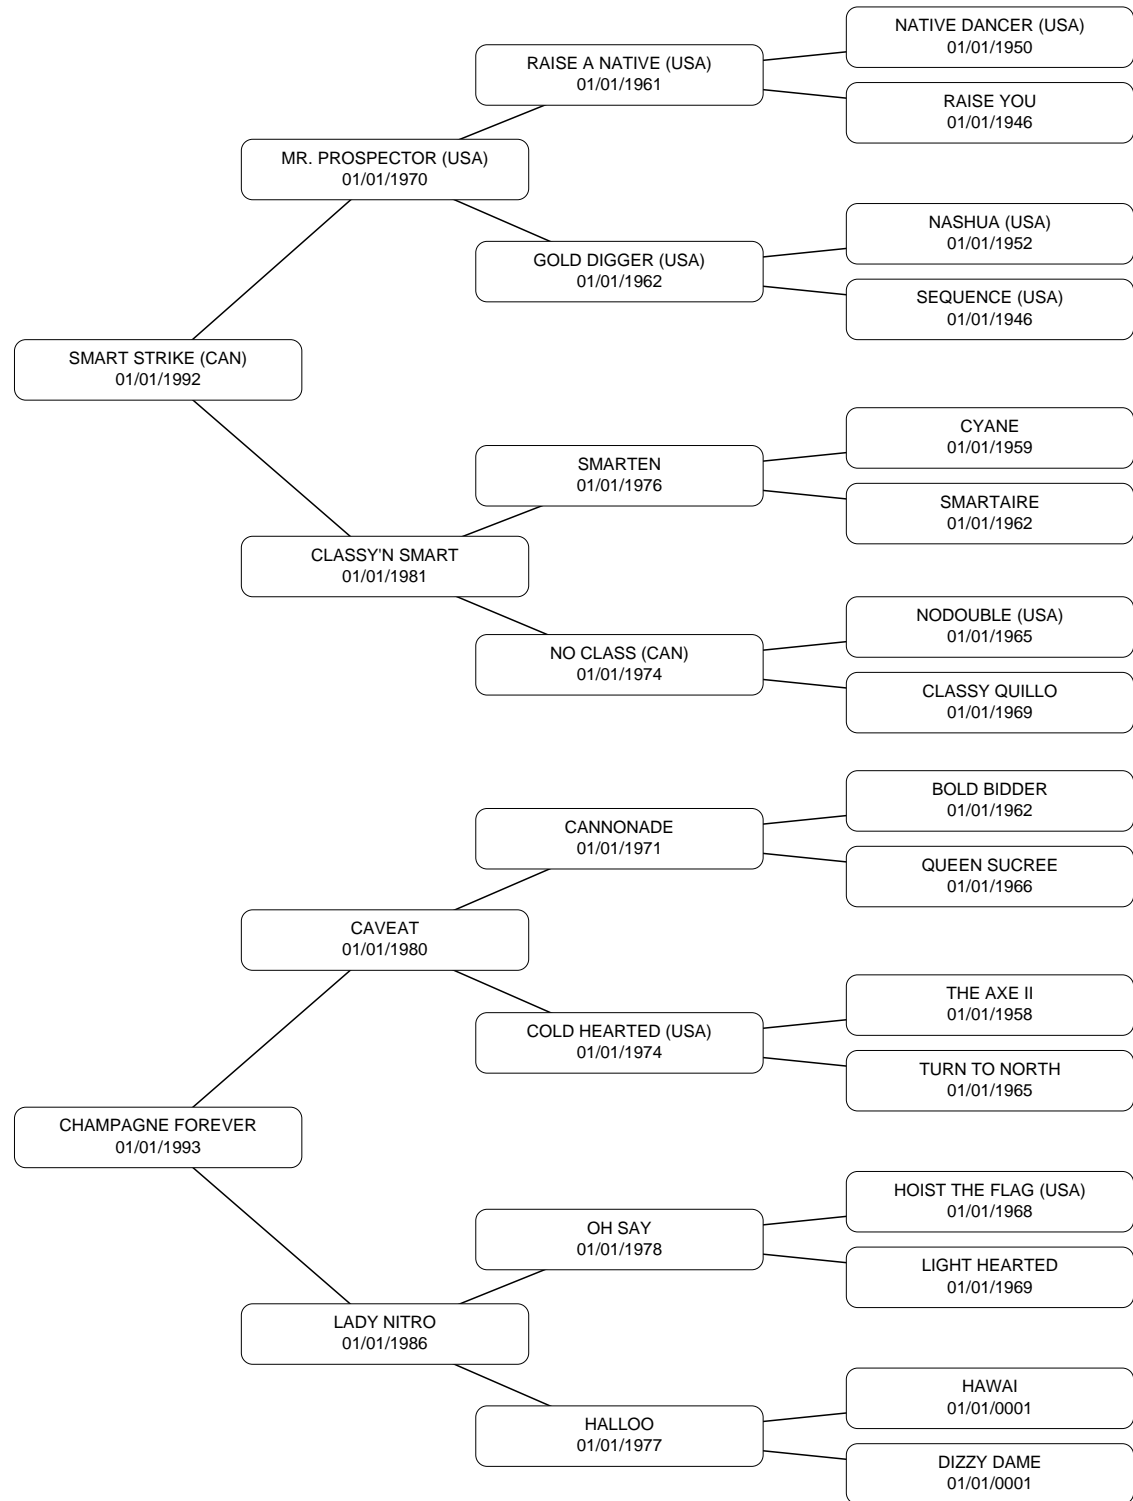 NATIVE DANCER (USA)
01/01/1950
RAISE A NATIVE (USA)
01/01/1961
RAISE YOU
01/01/1946
MR. PROSPECTOR (USA)
01/01/1970
NASHUA (USA)
01/01/1952
GOLD DIGGER (USA)
01/01/1962
SEQUENCE (USA)
01/01/1946
SMART STRIKE (CAN)
01/01/1992
CYANE
01/01/1959
SMARTEN
01/01/1976
SMARTAIRE
01/01/1962
CLASSY'N SMART
01/01/1981
NODOUBLE (USA)
01/01/1965
NO CLASS (CAN)
01/01/1974
CLASSY QUILLO
01/01/1969
BOLD BIDDER
01/01/1962
CANNONADE
01/01/1971
QUEEN SUCREE
01/01/1966
CAVEAT
01/01/1980
THE AXE II
01/01/1958
COLD HEARTED (USA)
01/01/1974
TURN TO NORTH
01/01/1965
CHAMPAGNE FOREVER
01/01/1993
HOIST THE FLAG (USA)
01/01/1968
OH SAY
01/01/1978
LIGHT HEARTED
01/01/1969
LADY NITRO
01/01/1986
HAWAI
01/01/0001
HALLOO
01/01/1977
DIZZY DAME
01/01/0001